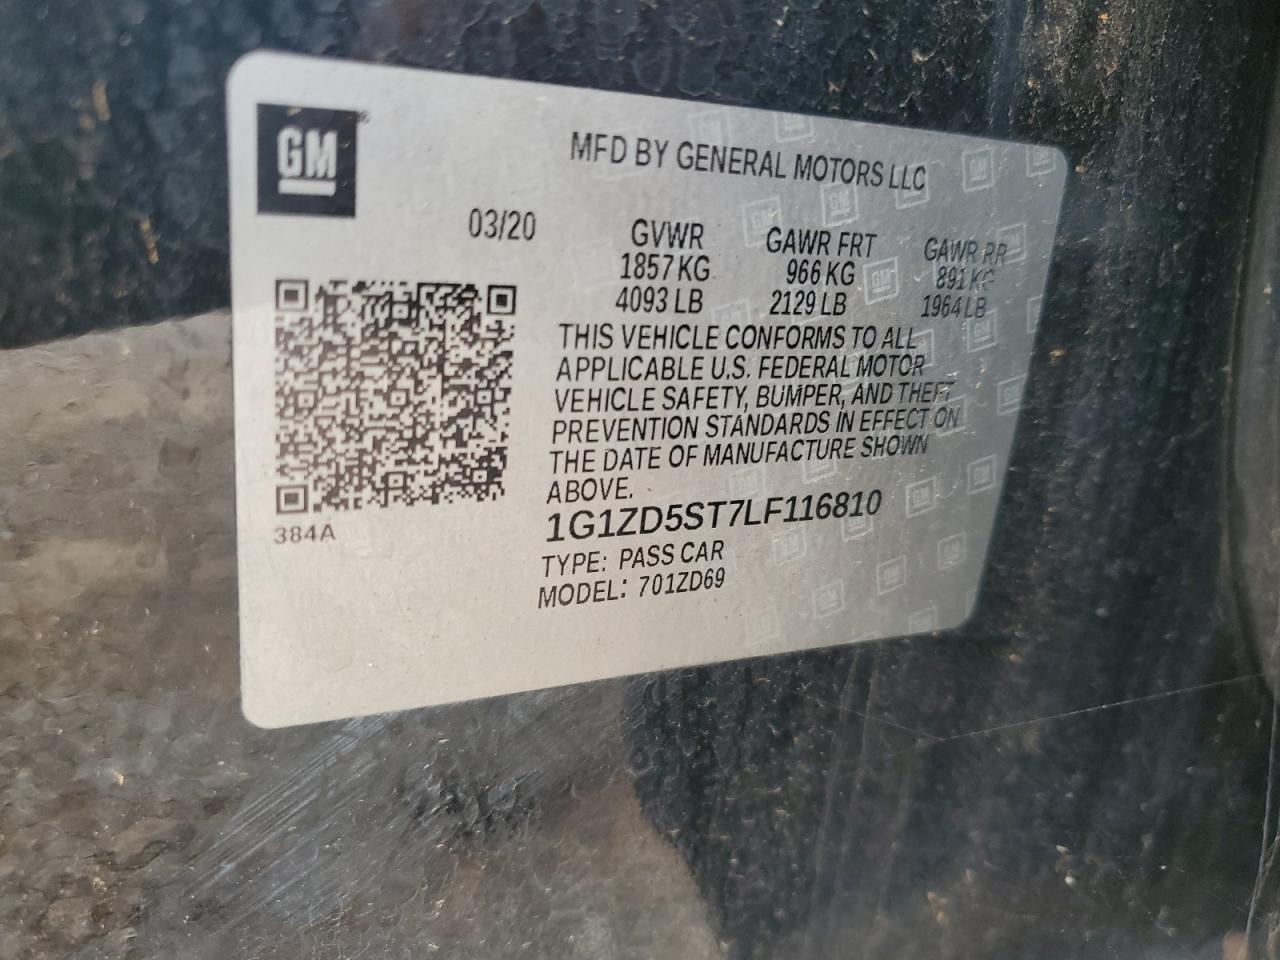 GM
MFD BY GENERAL MOTORS LLC
03/20
GVWR GAWR FRT GAWR RR
1857 KG 966 KG 891 KG
4093 LB 2129 LB 1964 LB
THIS VEHICLE CONFORMS TO ALL
APPLICABLE U.S. FEDERAL MOTOR
VEHICLE SAFETY, BUMPER, AND THEFT
PREVENTION STANDARDS IN EFFECT ON
THE DATE OF MANUFACTURE SHOWN
ABOVE.
384A
1G1ZD5ST7LF116810
TYPE: PASS CAR
MODEL: 701ZD69